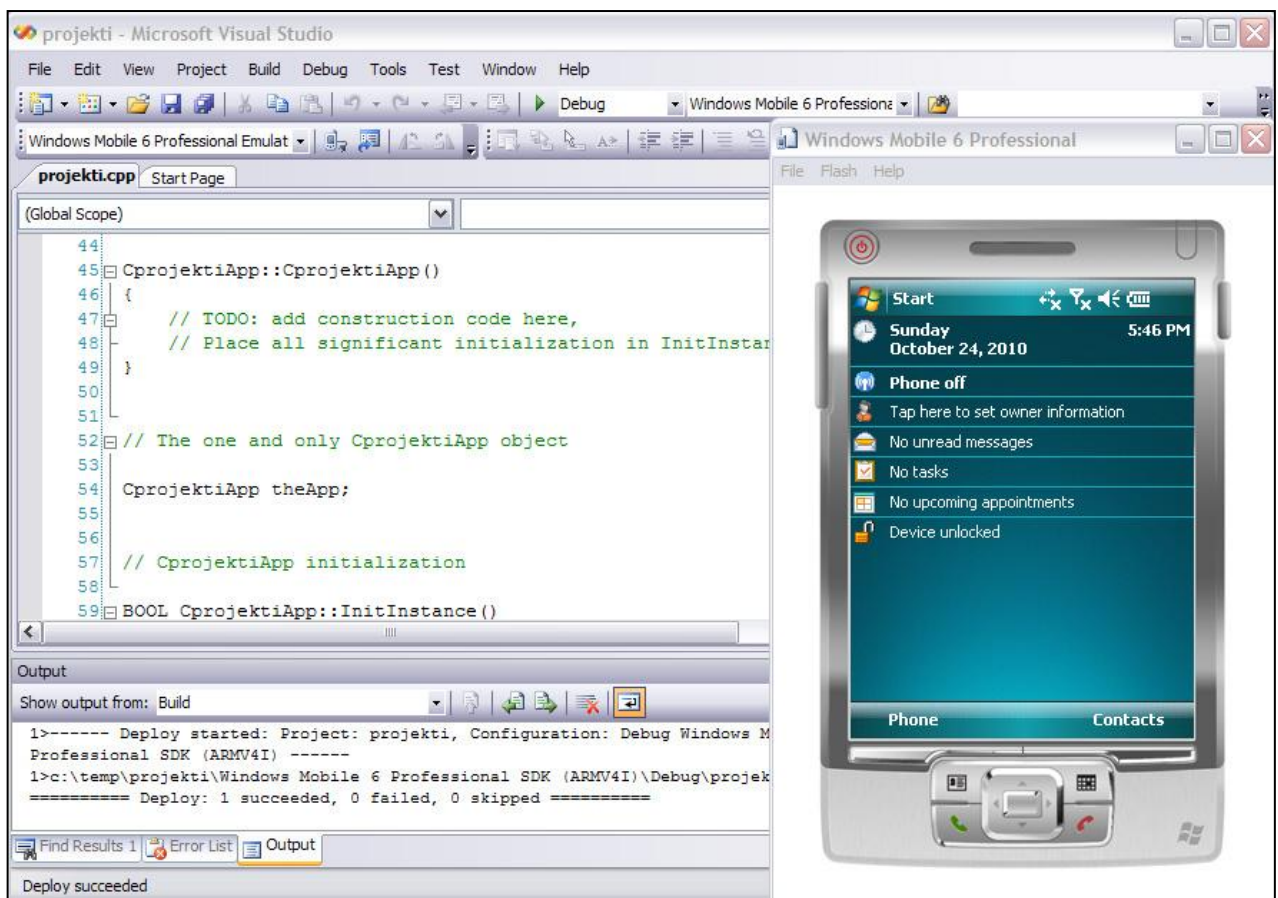 projekti - Microsoft Visual Studio
File Edit View Project Build Debug Tools Test Window Help
Debug Windows Mobile 6 Professiona
Windows Mobile 6 Professional Emulat
projekti.cpp Start Page
(Global Scope)
44
45 CprojektiApp::CprojektiApp()
46 {
47 // TODO: add construction code here,
48 // Place all significant initialization in InitInstan
49 }
50
51
52 // The one and only CprojektiApp object
53
54 CprojektiApp theApp;
55
56
57 // CprojektiApp initialization
58
59 BOOL CprojektiApp::InitInstance()
Output
Show output from: Build
1>------ Deploy started: Project: projekti, Configuration: Debug Windows M
Professional SDK (ARMV4I) ------
1>c:\temp\projekti\Windows Mobile 6 Professional SDK (ARMV4I)\Debug\projek
========== Deploy: 1 succeeded, 0 failed, 0 skipped ==========
Find Results 1 Error List Output
Deploy succeeded
Windows Mobile 6 Professional
File Flash Help
Start
Sunday 5:46 PM
October 24, 2010
Phone off
Tap here to set owner information
No unread messages
No tasks
No upcoming appointments
Device unlocked
Phone Contacts